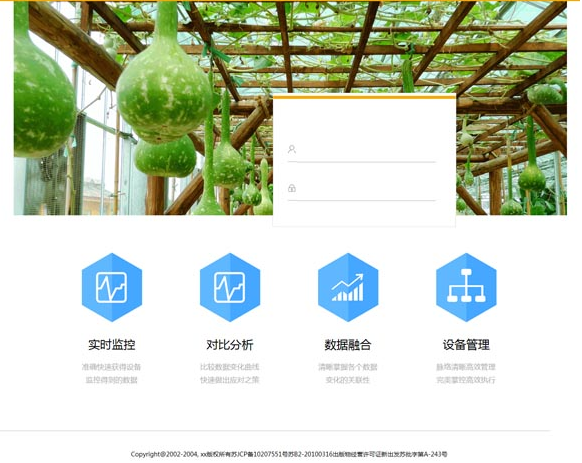 实时监控
对比分析
数据融合
设备管理
准确快速获得设备
监控得到的数据
比较数据变化曲线
快速做出应对之策
清晰掌握各个数据
变化的关联性
脉络清晰高效管理
完束掌控高效执行
Copyright@2002-2004, xx版权所有苏JCP备10207551号苏B2-20100316出版物经营许可证新出发苏批字第A-243号